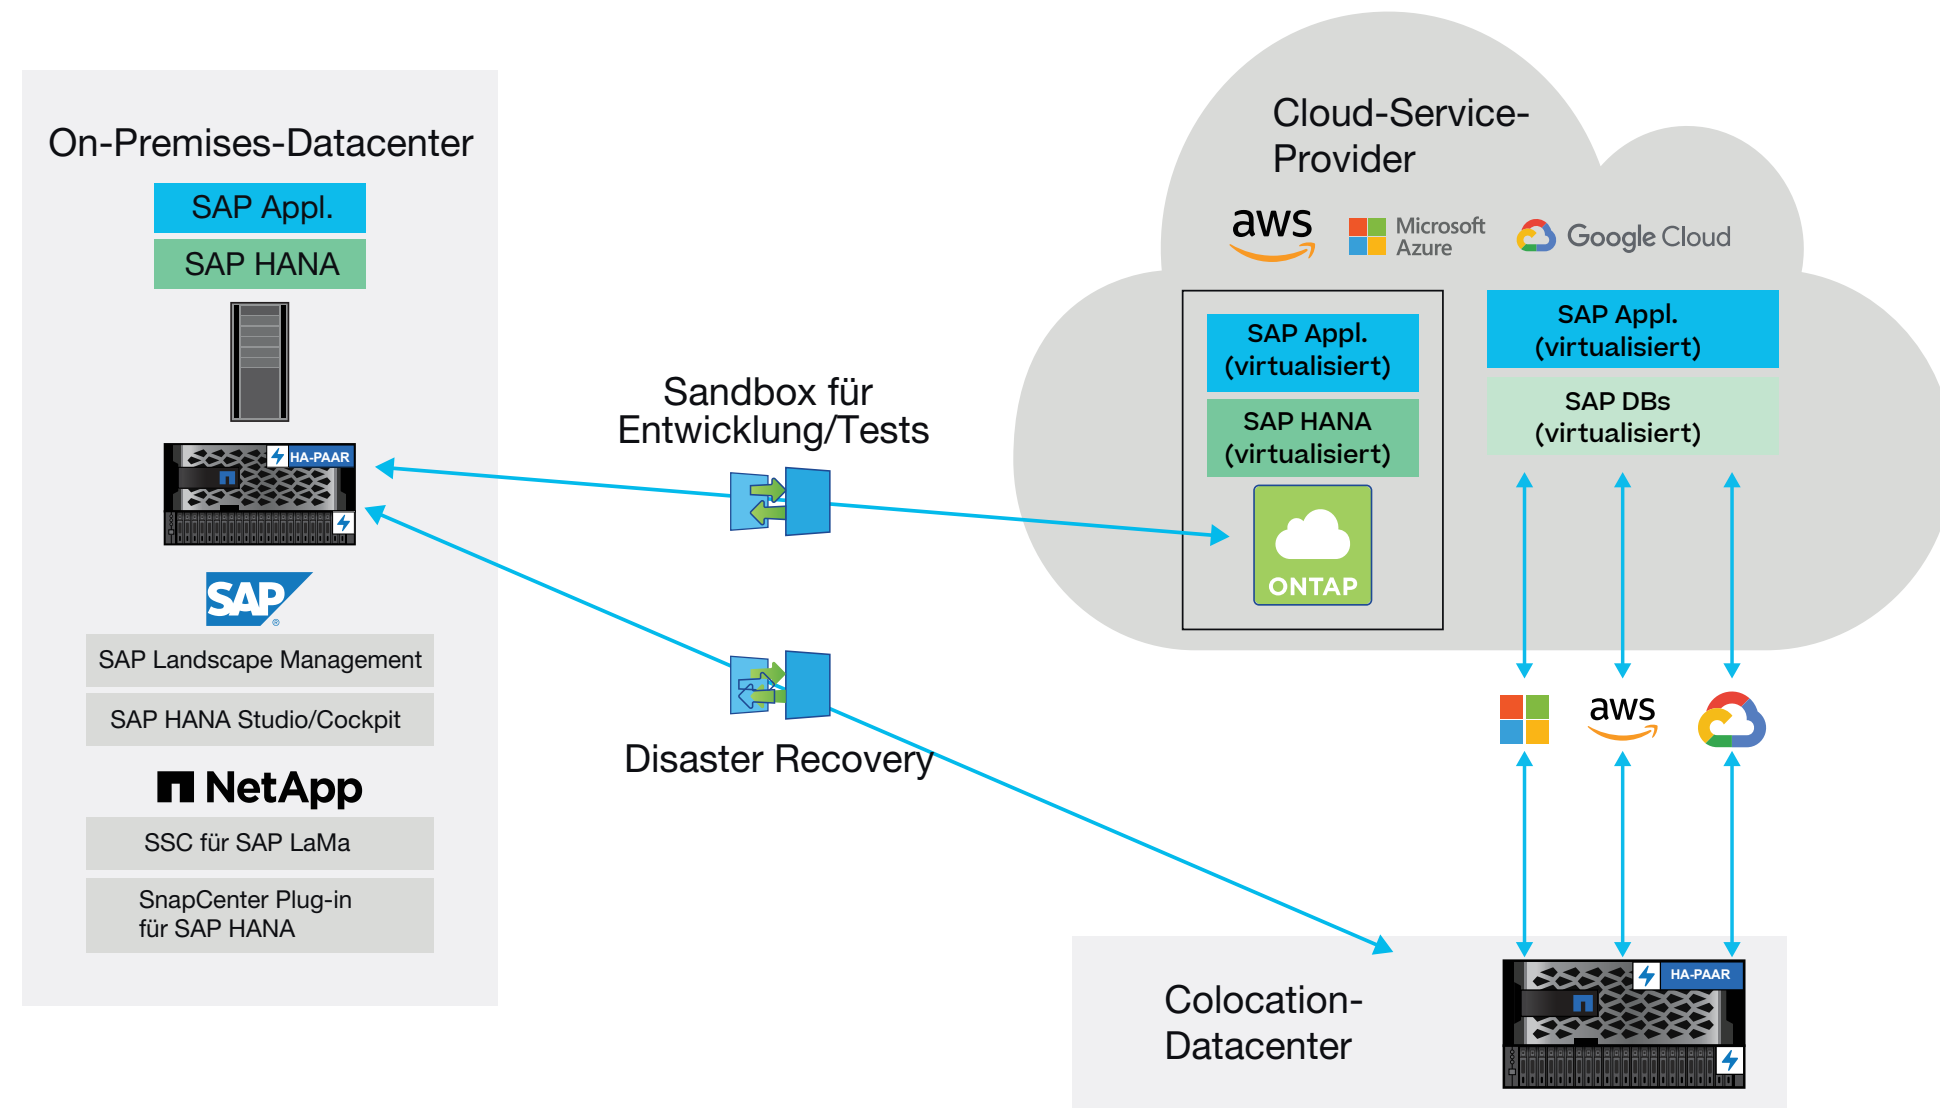 On-Premises-Datacenter
SAP Appl.
SAP HANA
HA-PAAR
SAP
®
SAP Landscape Management
SAP HANA Studio/Cockpit
NetApp
SSC für SAP LaMa
SnapCenter Plug-in
für SAP HANA
Sandbox für
Entwicklung/Tests
Disaster Recovery
Cloud-Service-
Provider
aws
Microsoft
Azure
Google Cloud
SAP Appl.
(virtualisiert)
SAP HANA
(virtualisiert)
ONTAP
SAP Appl.
(virtualisiert)
SAP DBs
(virtualisiert)
aws
Colocation-
Datacenter
HA-PAAR